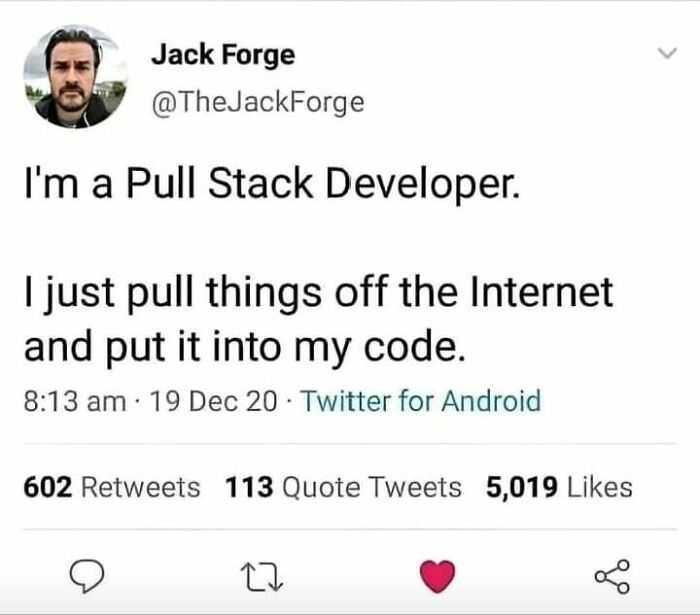 Jack Forge
@TheJackForge
I'm a Pull Stack Developer.
I just pull things off the Internet
and put it into my code.
8:13 am · 19 Dec 20 · Twitter for Android
602 Retweets 113 Quote Tweets 5,019 Likes